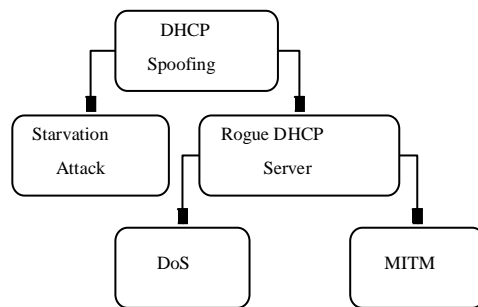 DHCP
Spoofing
Starvation
Attack
Rogue DHCP
Server
DoS
MITM